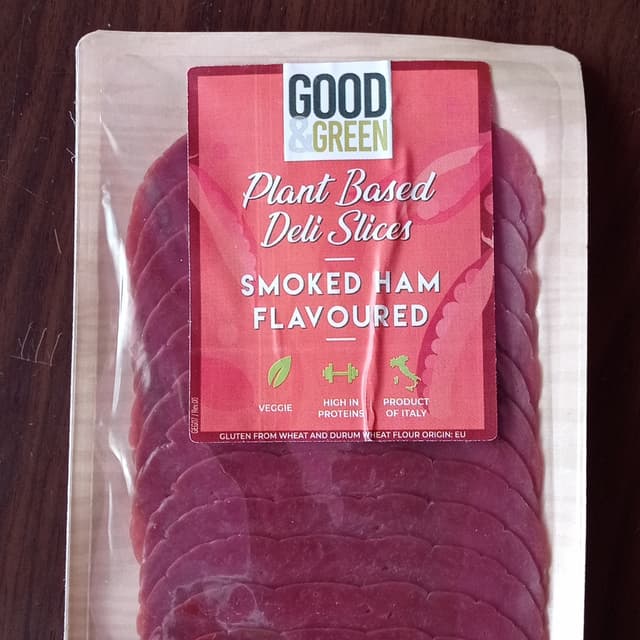 GOOD
&GREEN
Plant Based
Deli Slices
SMOKED HAM
FLAVOURED
VEGGIE
HIGH IN
PROTEINS
PRODUCT
OF ITALY
GLUTEN FROM WHEAT AND DURUM WHEAT FLOUR ORIGIN: EU